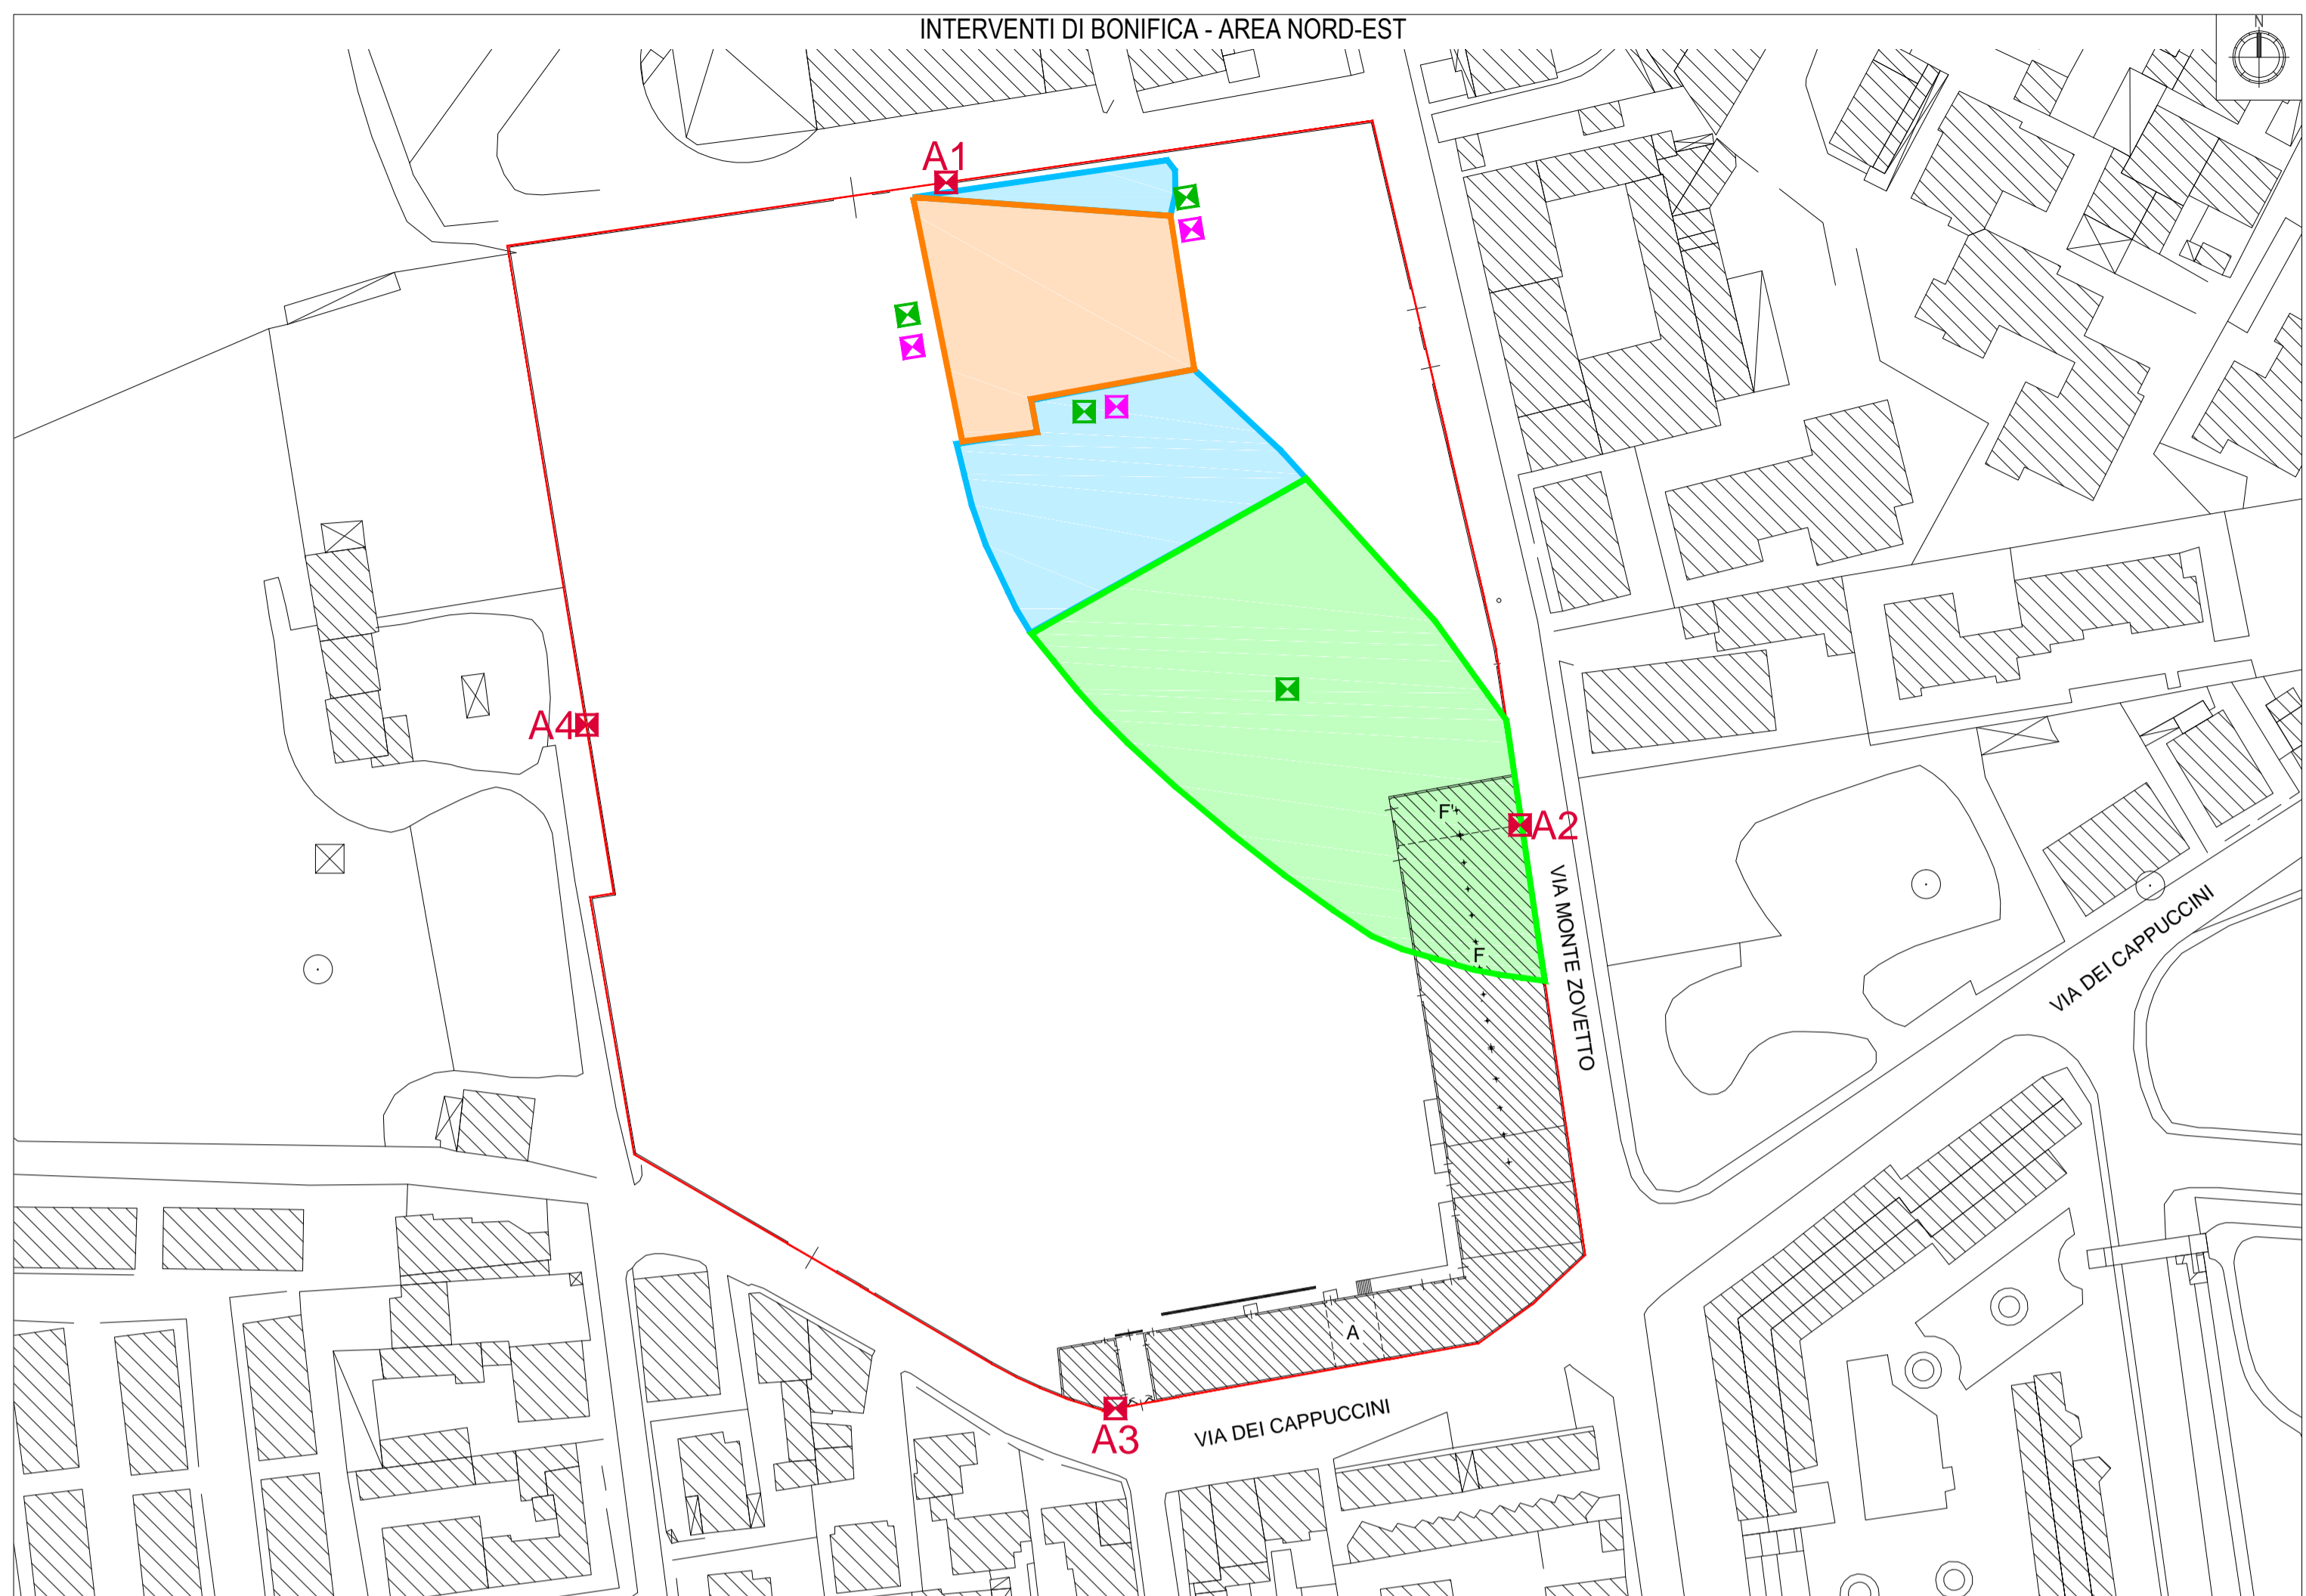 INTERVENTI DI BONIFICA - AREA NORD-EST
N
A1
A4
A2
F'
F
VIA MONTE ZOVETTO
VIA DEI CAPPUCCINI
A
A3
VIA DEI CAPPUCCINI